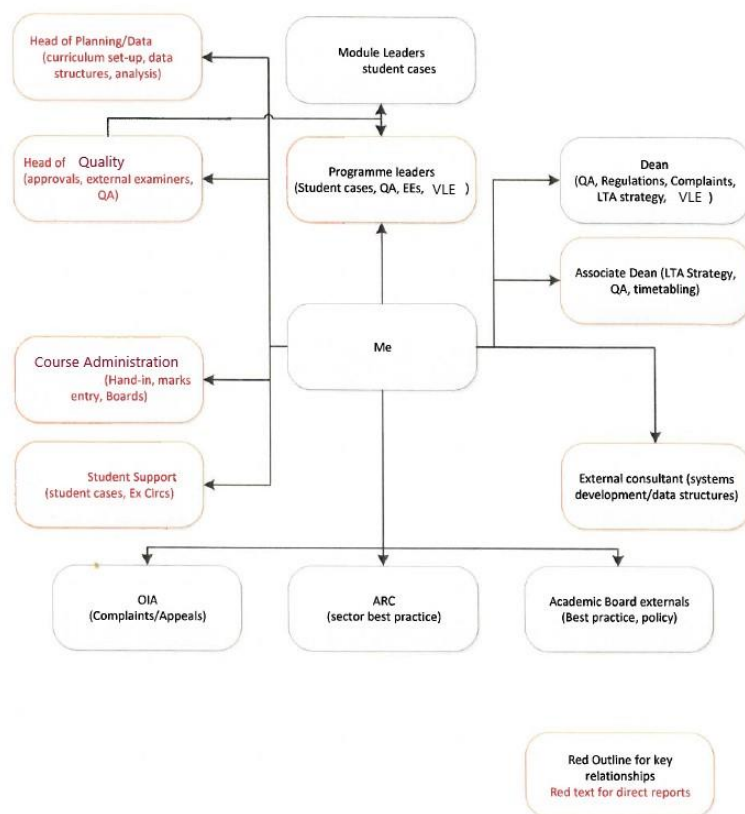 Head of Planning/Data
(curriculum set-up, data
structures, analysis)
Module Leaders
student cases
Head of Quality
(approvals, external examiners,
QA)
Programme leaders
(Student cases, QA, EEs, VLE )
Dean
(QA, Regulations, Complaints,
LTA strategy, VLE )
Associate Dean (LTA Strategy,
QA, timetabling)
Me
Course Administration
(Hand-in, marks
entry, Boards)
Student Support
(student cases, Ex Circs)
External consultant (systems
development/data structures)
OIA
(Complaints/Appeals)
ARC
(sector best practice)
Academic Board externals
(Best practice, policy)
Red Outline for key
relationships
Red text for direct reports